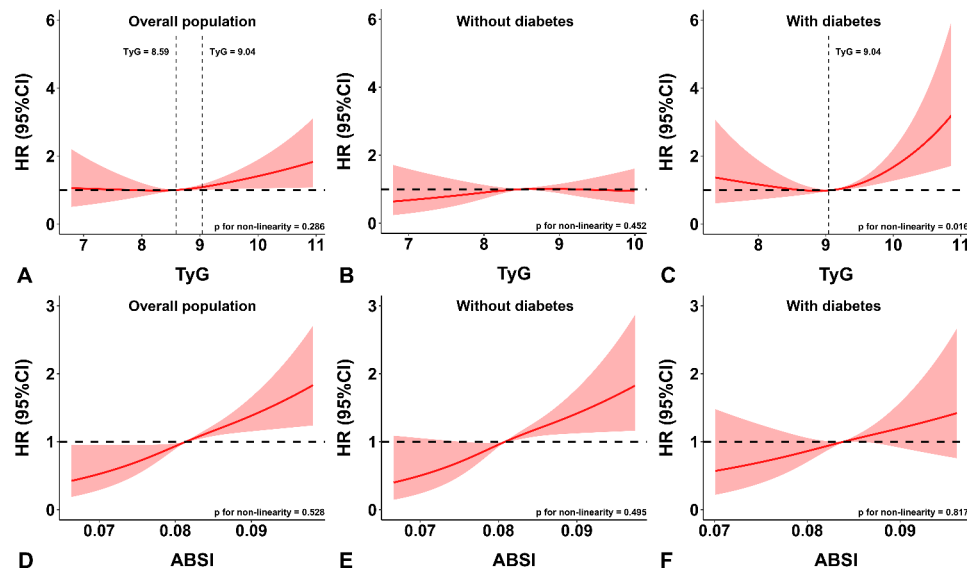 Overall population
TyG = 8.59
TyG = 9.04
HR (95%CI)
6
4
2
0
p for non-linearity = 0.286
7
8
9
10
11
A
TyG
Without diabetes
HR (95%CI)
6
4
2
0
p for non-linearity = 0.452
7
8
9
10
B
TyG
With diabetes
TyG = 9.04
HR (95%CI)
6
4
2
0
p for non-linearity = 0.016
8
9
10
11
C
TyG
Overall population
HR (95%CI)
3
2
1
0
p for non-linearity = 0.528
0.07
0.08
0.09
D
ABSI
Without diabetes
HR (95%CI)
3
2
1
0
p for non-linearity = 0.495
0.07
0.08
0.09
E
ABSI
With diabetes
HR (95%CI)
3
2
1
0
p for non-linearity = 0.817
0.07
0.08
0.09
F
ABSI